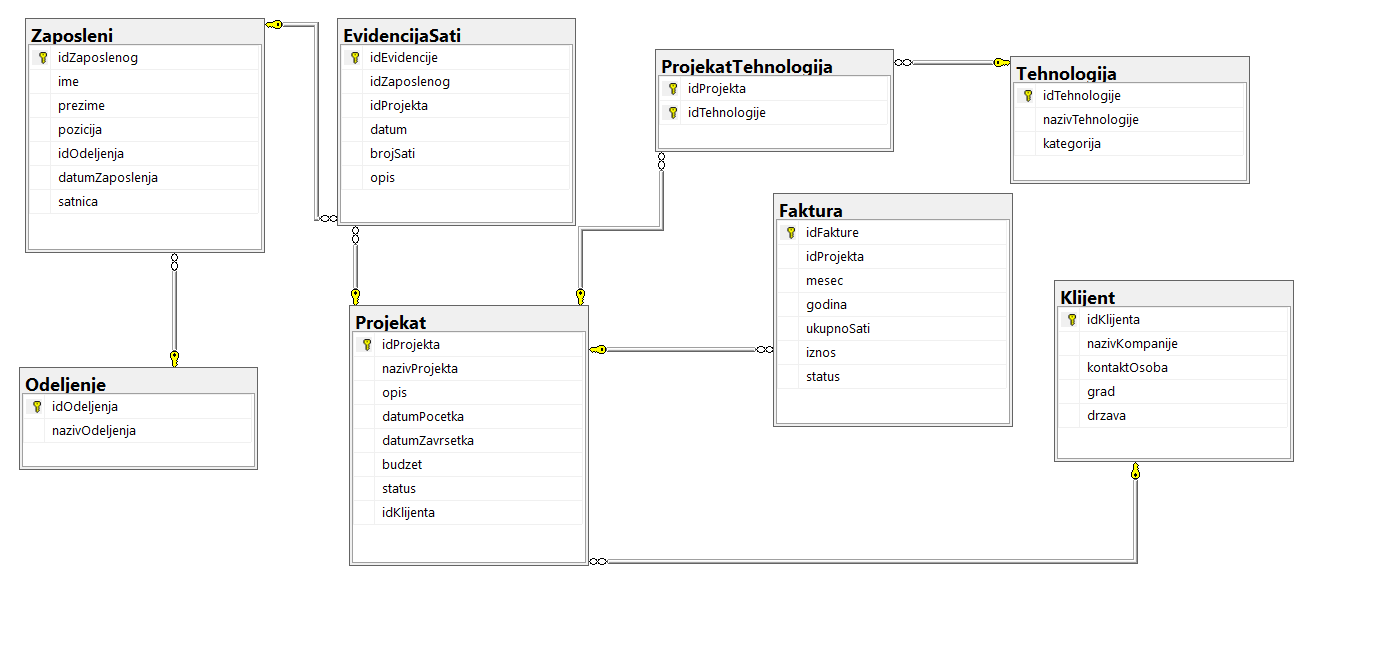 Zaposleni
idZaposlenog
ime
prezime
pozicija
idOdeljenja
datumZaposlenja
satnica
EvidencijaSati
idEvidencije
idZaposlenog
idProjekta
datum
brojSati
opis
ProjekatTehnologija
idProjekta
idTehnologije
Tehnologija
idTehnologije
nazivTehnologije
kategorija
Faktura
idFakture
idProjekta
mesec
godina
ukupnoSati
iznos
status
Klijent
idKlijenta
nazivKompanije
kontaktOsoba
grad
drzava
Projekat
idProjekta
nazivProjekta
opis
datumPocetka
datumZavrsetka
budzet
status
idKlijenta
Odeljenje
idOdeljenja
nazivOdeljenja